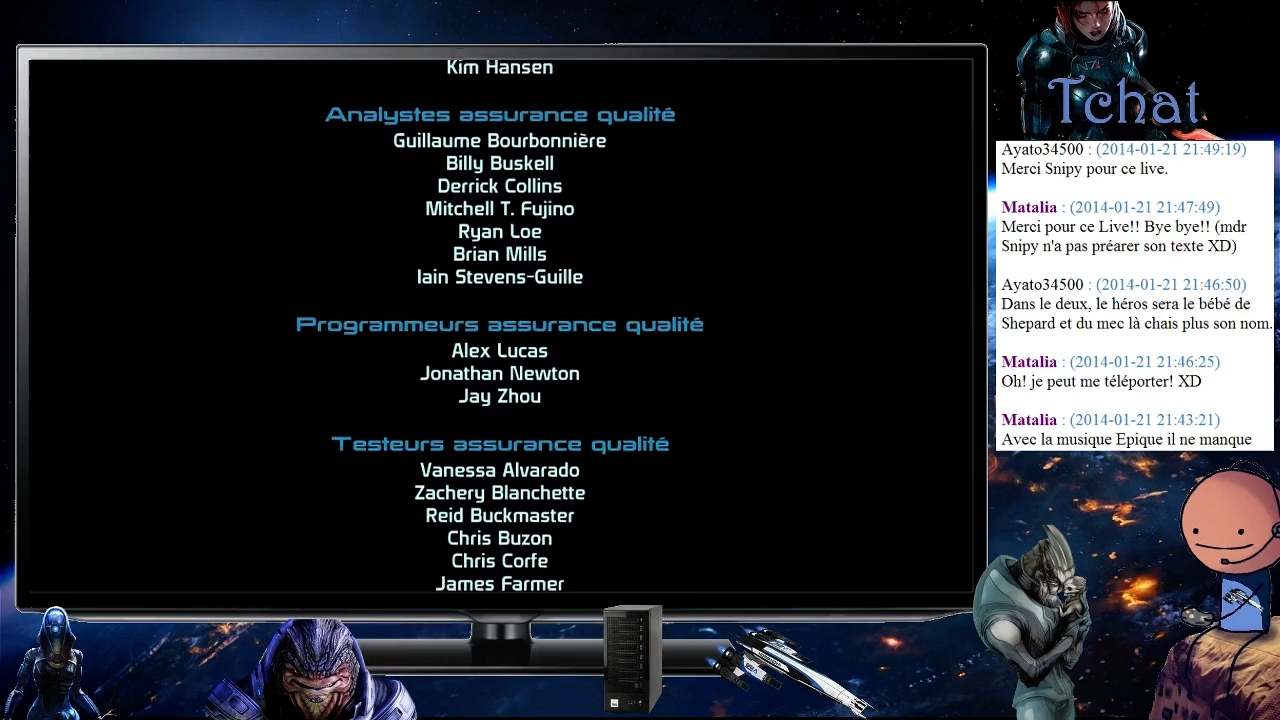 Kim Hansen
Analystes assurance qualité
Guillaume Bourbonnière
Billy Buskell
Derrick Collins
Mitchell T. Fujino
Ryan Loe
Brian Mills
Iain Stevens-Guille
Programmeurs assurance qualité
Alex Lucas
Jonathan Newton
Jay Zhou
Testeurs assurance qualité
Vanessa Alvarado
Zachery Blanchette
Reid Buckmaster
Chris Buzon
Chris Corfe
James Farmer
N7
Tchat
Ayato34500 : (2014-01-21 21:49:19)
Merci Snipy pour ce live.
Matalia : (2014-01-21 21:47:49)
Merci pour ce Live!! Bye bye!! (mdr
Snipy n'a pas préarer son texte XD)
Ayato34500 : (2014-01-21 21:46:50)
Dans le deux, le héros sera le bébé de
Shepard et du mec là chais plus son nom.
Matalia : (2014-01-21 21:46:25)
Oh! je peut me téléporter! XD
Matalia : (2014-01-21 21:43:21)
Avec la musique Epique il ne manque